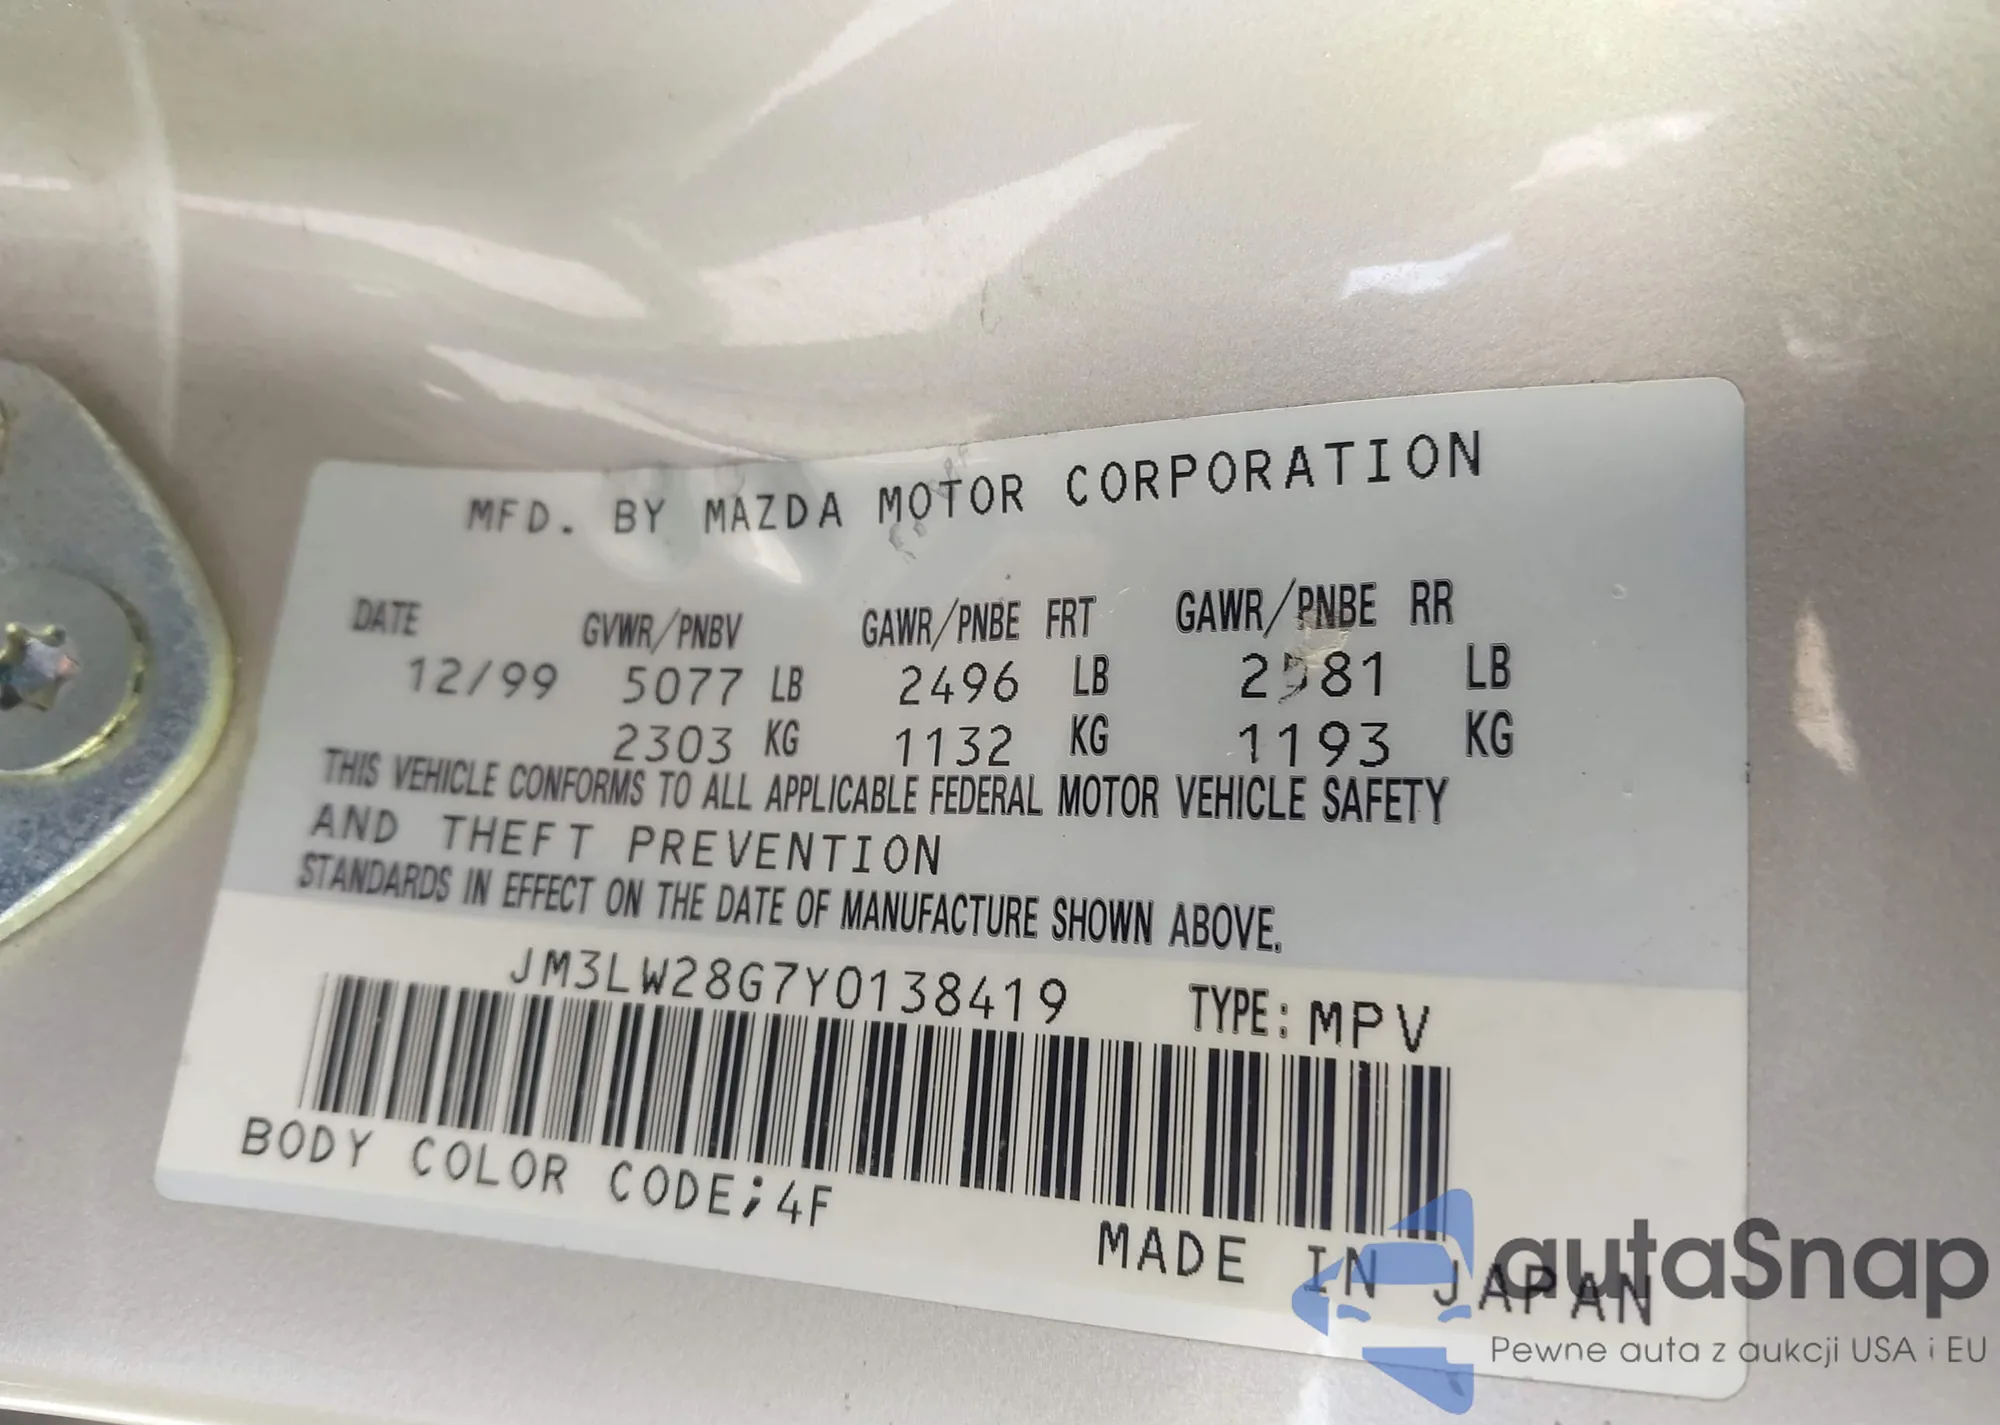 MFD. BY MAZDA MOTOR CORPORATION
DATE GVWR/PNBV GAWR/PNBE FRT GAWR/PNBE RR
12/99 5077 LB 2496 LB LB
2303 KG 1132 KG 1193 KG
THIS VEHICLE CONFORMS TO ALL APPLICABLE FEDERAL MOTOR VEHICLE SAFETY
AND THEFT PREVENTION
STANDARDS IN EFFECT ON THE DATE OF MANUFACTURE SHOWN ABOVE.
JM3LW28G7Y0138419 TYPE: MPV
BODY COLOR CODE;4F
MADE IN JAPAN
autaSnap
Pewne auta z aukcji USA i EU